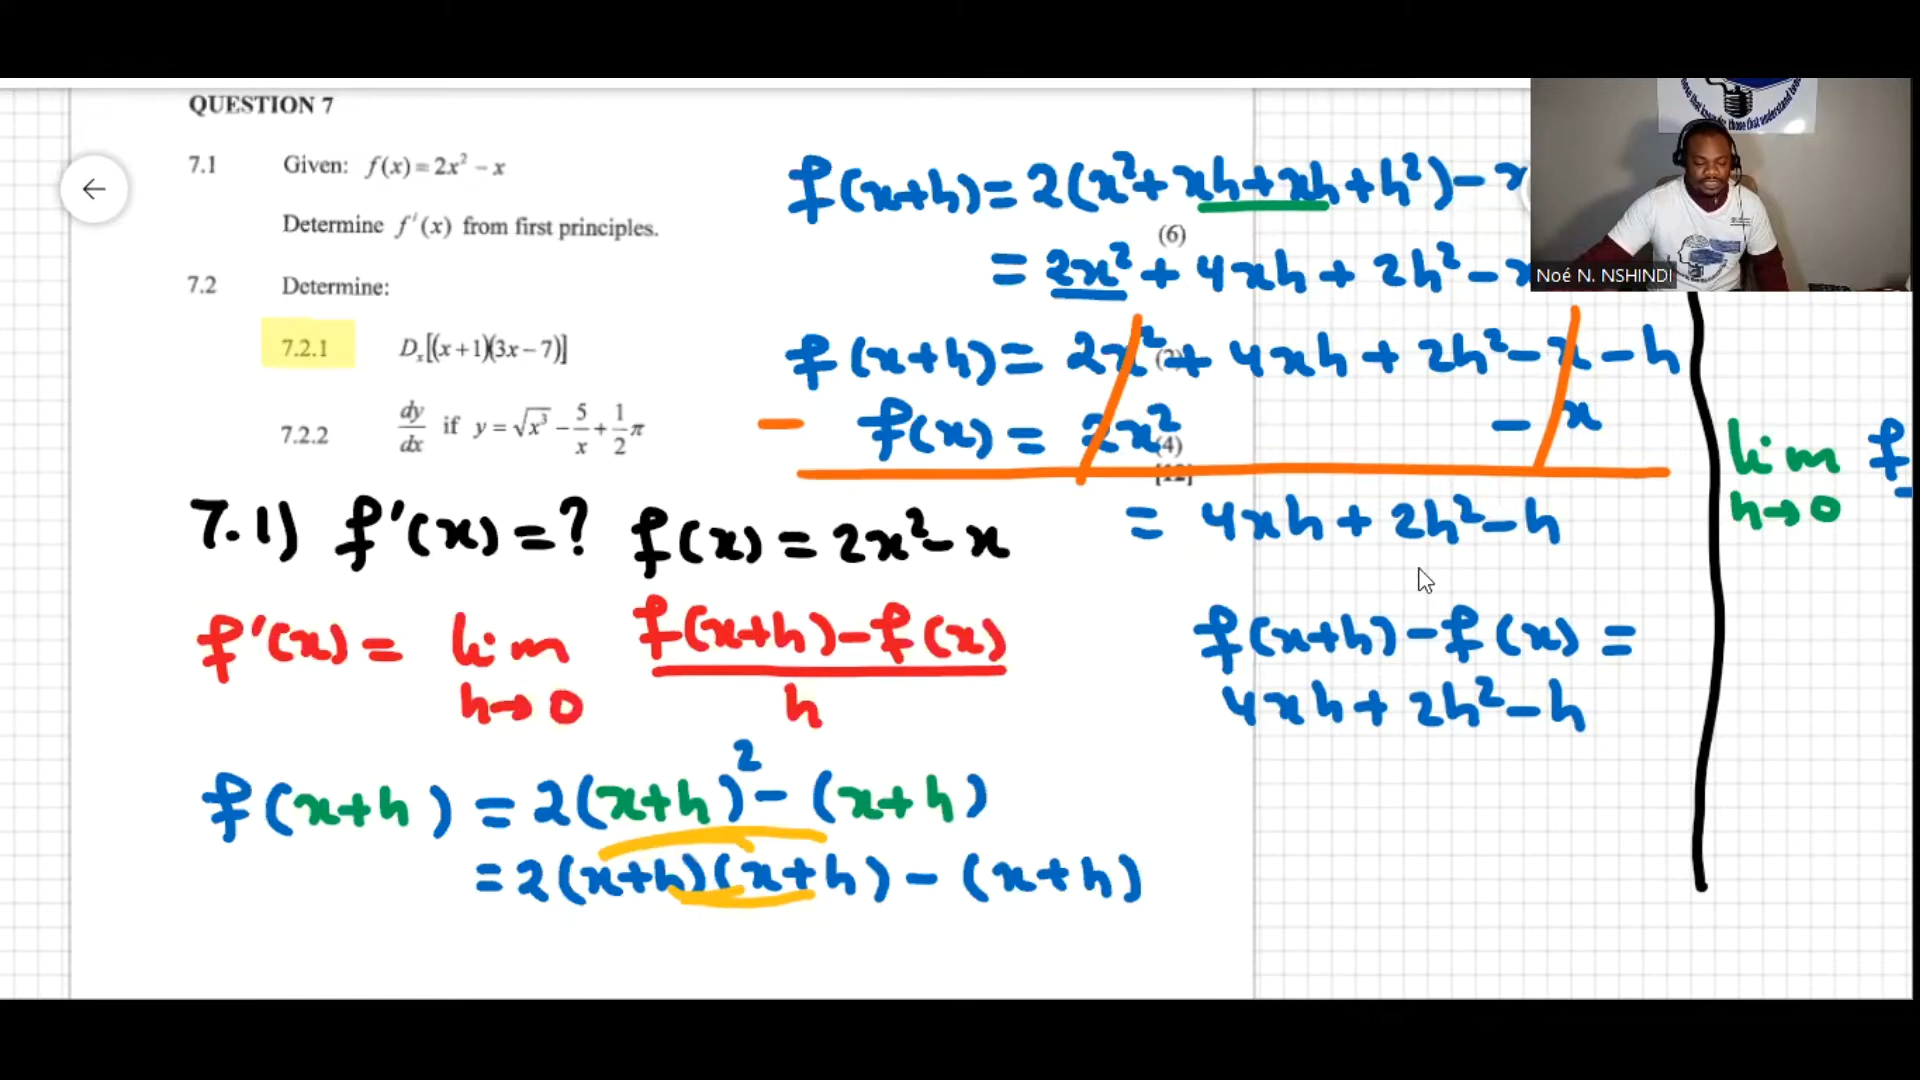 QUESTION 7
7.1 Given: f(x) = 2x² − x
Determine f′(x) from first principles.
(6)
7.2 Determine:
7.2.1 Dₓ[(x+1)(3x−7)]
7.2.2 dy/dx if y = √x³ − 5/x + 1/2 π
(4)
[12]
7.1) f'(x) = ? f(x) = 2x² − x
f'(x) = lim h→0 f(x+h) − f(x) / h
f(x+h) = 2(x+h)² − (x+h)
= 2(x+h)(x+h) − (x+h)
f(x+h) = 2(x² + xh + xh + h²) − x
= 2x² + 4xh + 2h² − x
f(x+h) = 2x² + 4xh + 2h² − x − h
− f(x) = 2x² − x
= 4xh + 2h² − h
f(x+h) − f(x) =
4xh + 2h² − h
lim h→0 f
those that understand
Noé N. NSHINDI